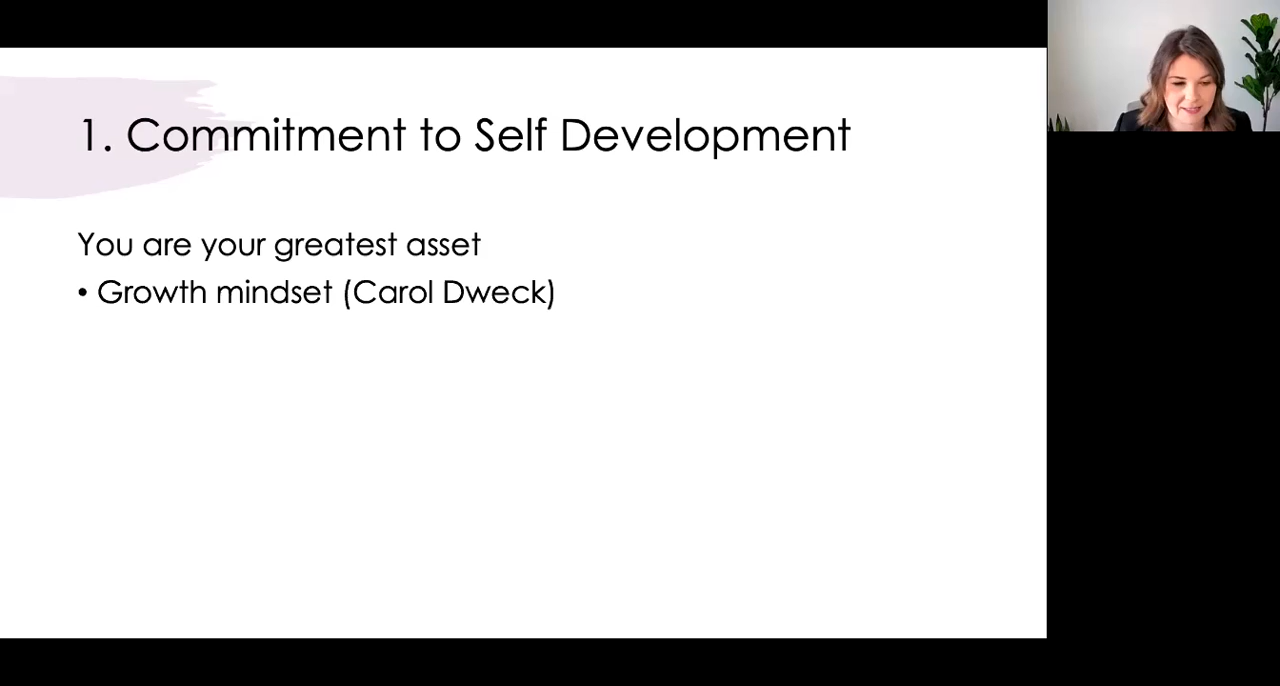 1. Commitment to Self Development
You are your greatest asset
• Growth mindset (Carol Dweck)